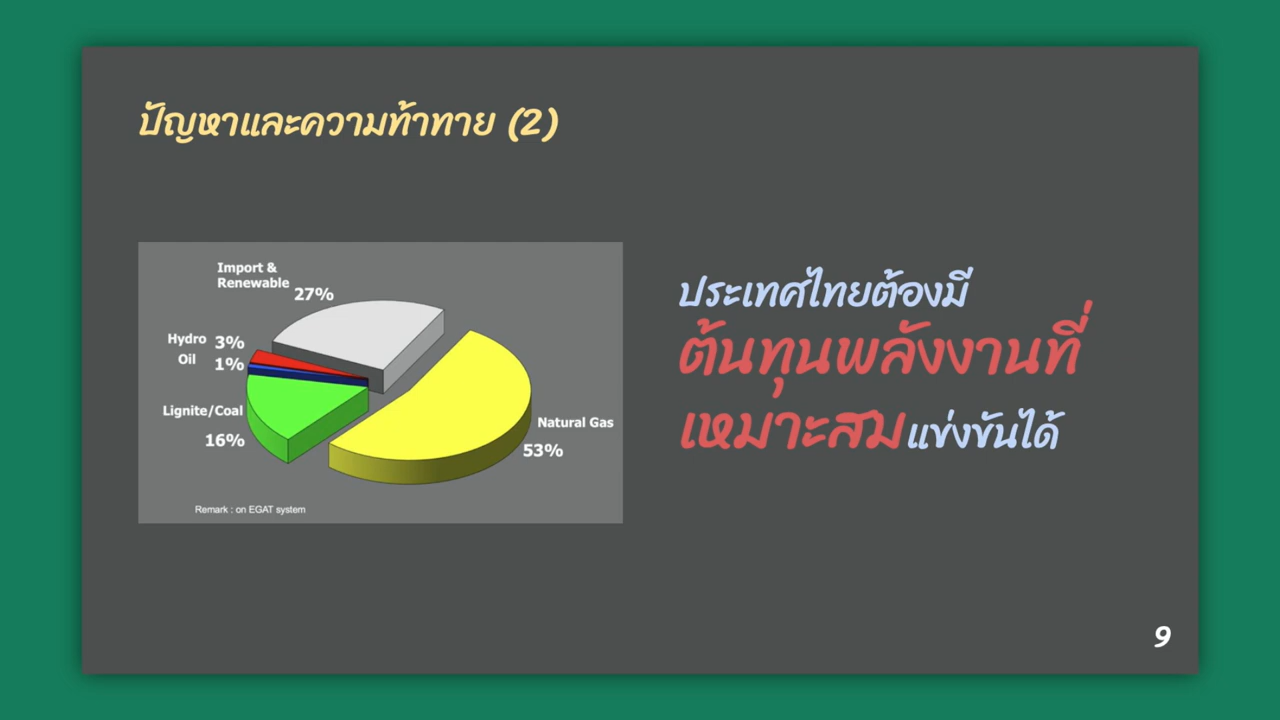 ปัญหาและความท้าทาย (2)
Import &
Renewable
27%
Hydro 3%
Oil 1%
Lignite/Coal
16%
Natural Gas
53%
Remark : on EGAT system
ประเทศไทยต้องมี
ต้นทุนพลังงานที่
เหมาะสมแข่งขันได้
9